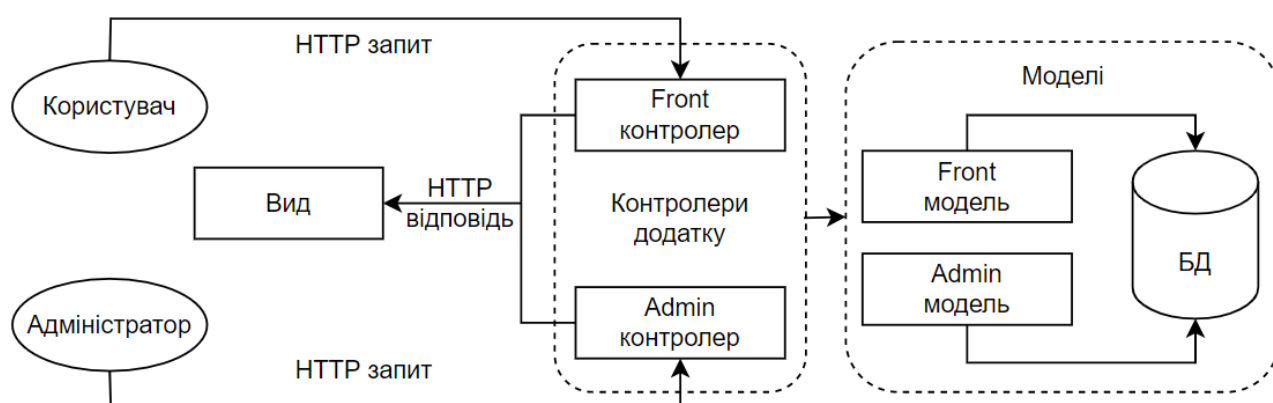 HTTP запит
Користувач
Front
контролер
Моделі
Вид
HTTP
відповідь
Контролери
додатку
Front
модель
БД
Адміністратор
Admin
контролер
Admin
модель
HTTP запит